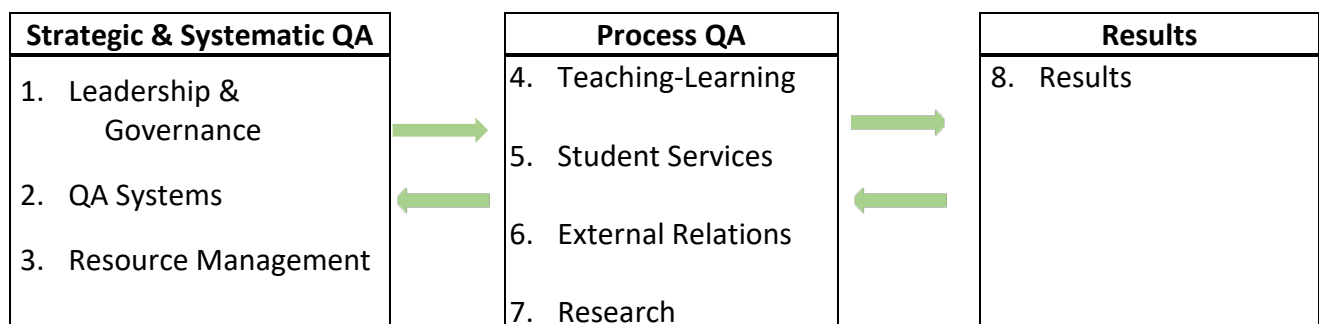 Strategic & Systematic QA
1. Leadership &
Governance
2. QA Systems
3. Resource Management
Process QA
4. Teaching-Learning
5. Student Services
6. External Relations
7. Research
Results
8. Results